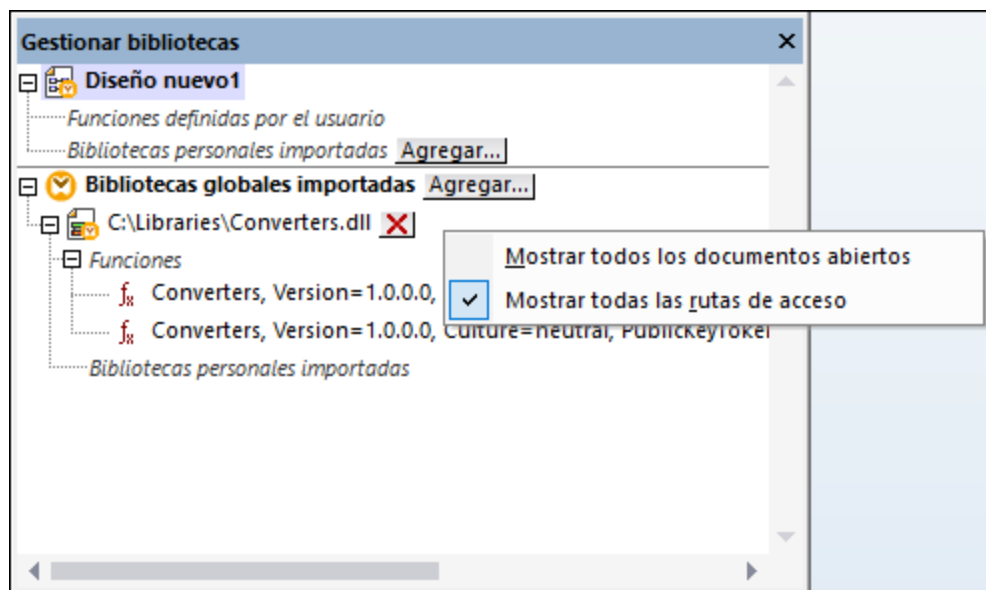 Gestionar bibliotecas
Diseño nuevo1
Funciones definidas por el usuario
Bibliotecas personales importadas Agregar...
Bibliotecas globales importadas Agregar...
C:\Libraries\Converters.dll
Mostrar todos los documentos abiertos
Funciones
Converters, Version=1.0.0.0,
Mostrar todas las rutas de acceso
Converters, Version=1.0.0.0, Culture=neutral, PublicKeyToken
Bibliotecas personales importadas